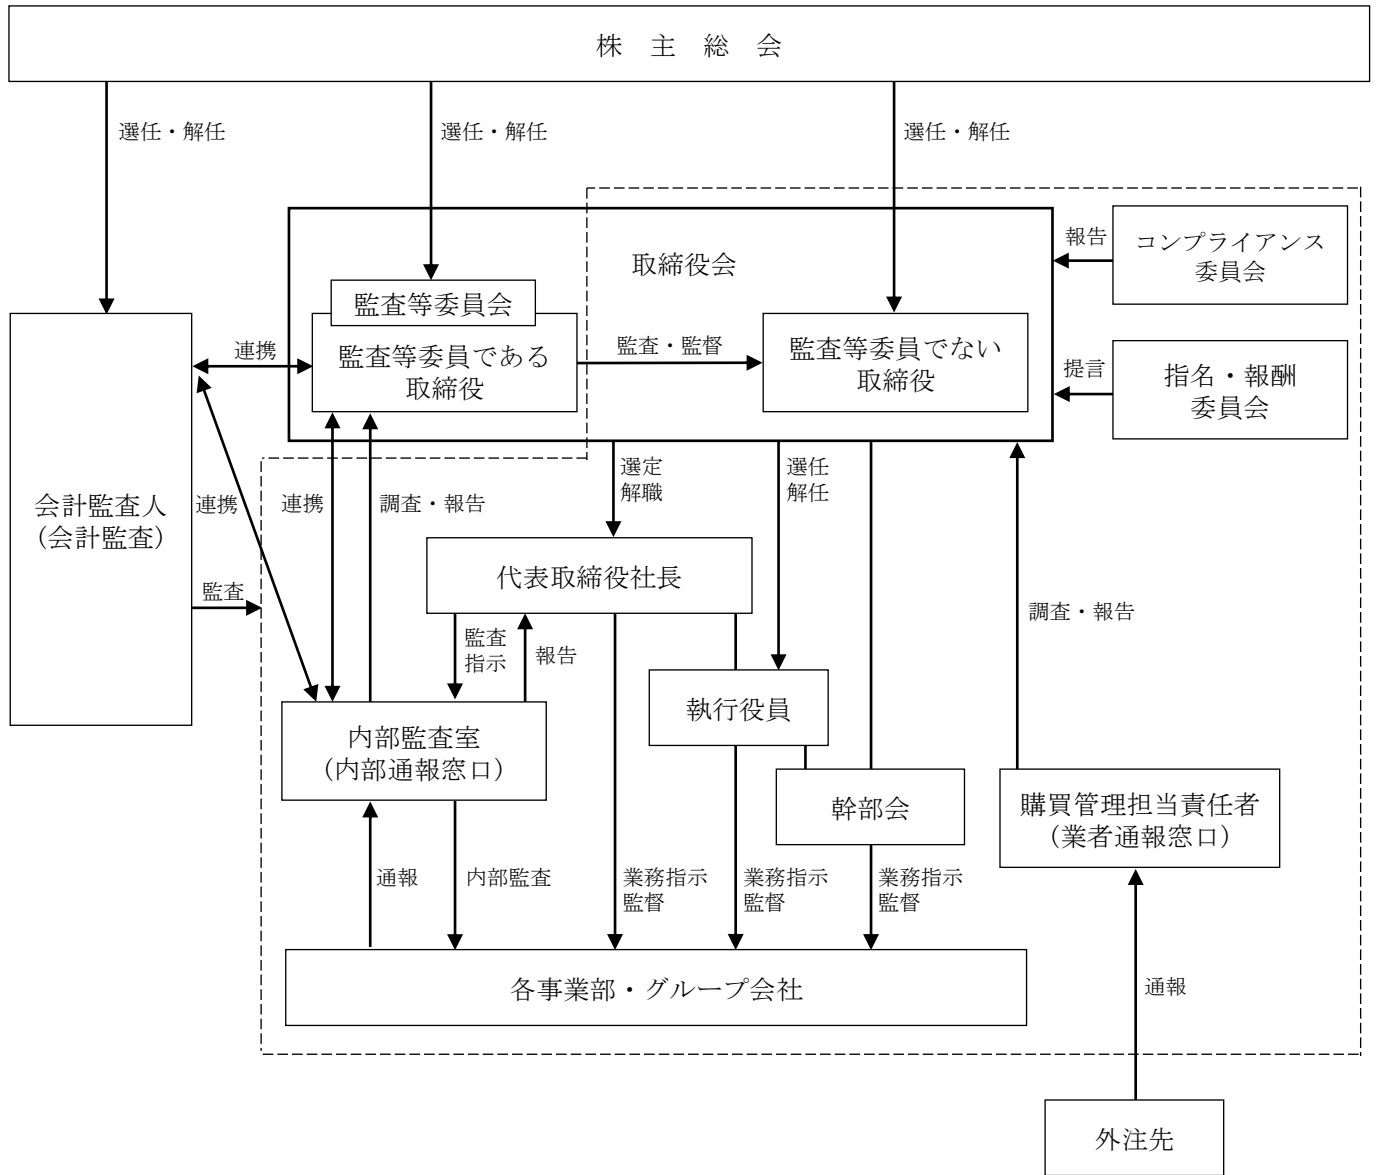 株主総会
選任・解任
選任・解任
選任・解任
取締役会
報告
コンプライアンス
委員会
監査等委員会
監査等委員である
取締役
監査・監督
監査等委員でない
取締役
連携
提言
指名・報酬
委員会
会計監査人
（会計監査）
連携
連携
調査・報告
選定
解職
選任
解任
代表取締役社長
監査
監査
指示
報告
調査・報告
執行役員
内部監査室
（内部通報窓口）
幹部会
購買管理担当責任者
（業者通報窓口）
通報
内部監査
業務指示
監督
業務指示
監督
業務指示
監督
各事業部・グループ会社
通報
外注先